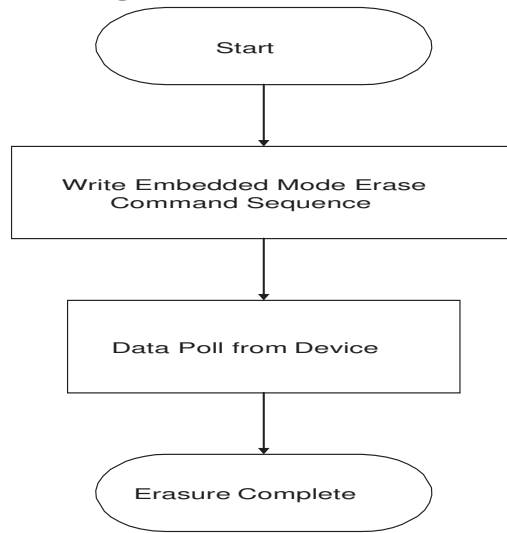 Start
Write Embedded Mode Erase
Command Sequence
Data Poll from Device
Erasure Complete